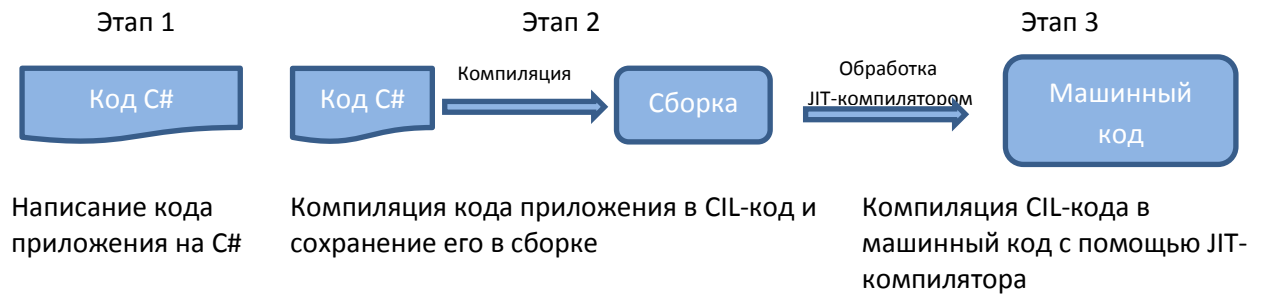 Этап 1
Этап 2
Этап 3
Код C#
Код C#
Компиляция
Сборка
Обработка
JIT-компилятором
Машинный
код
Написание кода
приложения на C#
Компиляция кода приложения в CIL-код и
сохранение его в сборке
Компиляция CIL-кода в
машинный код с помощью JIT-
компилятора